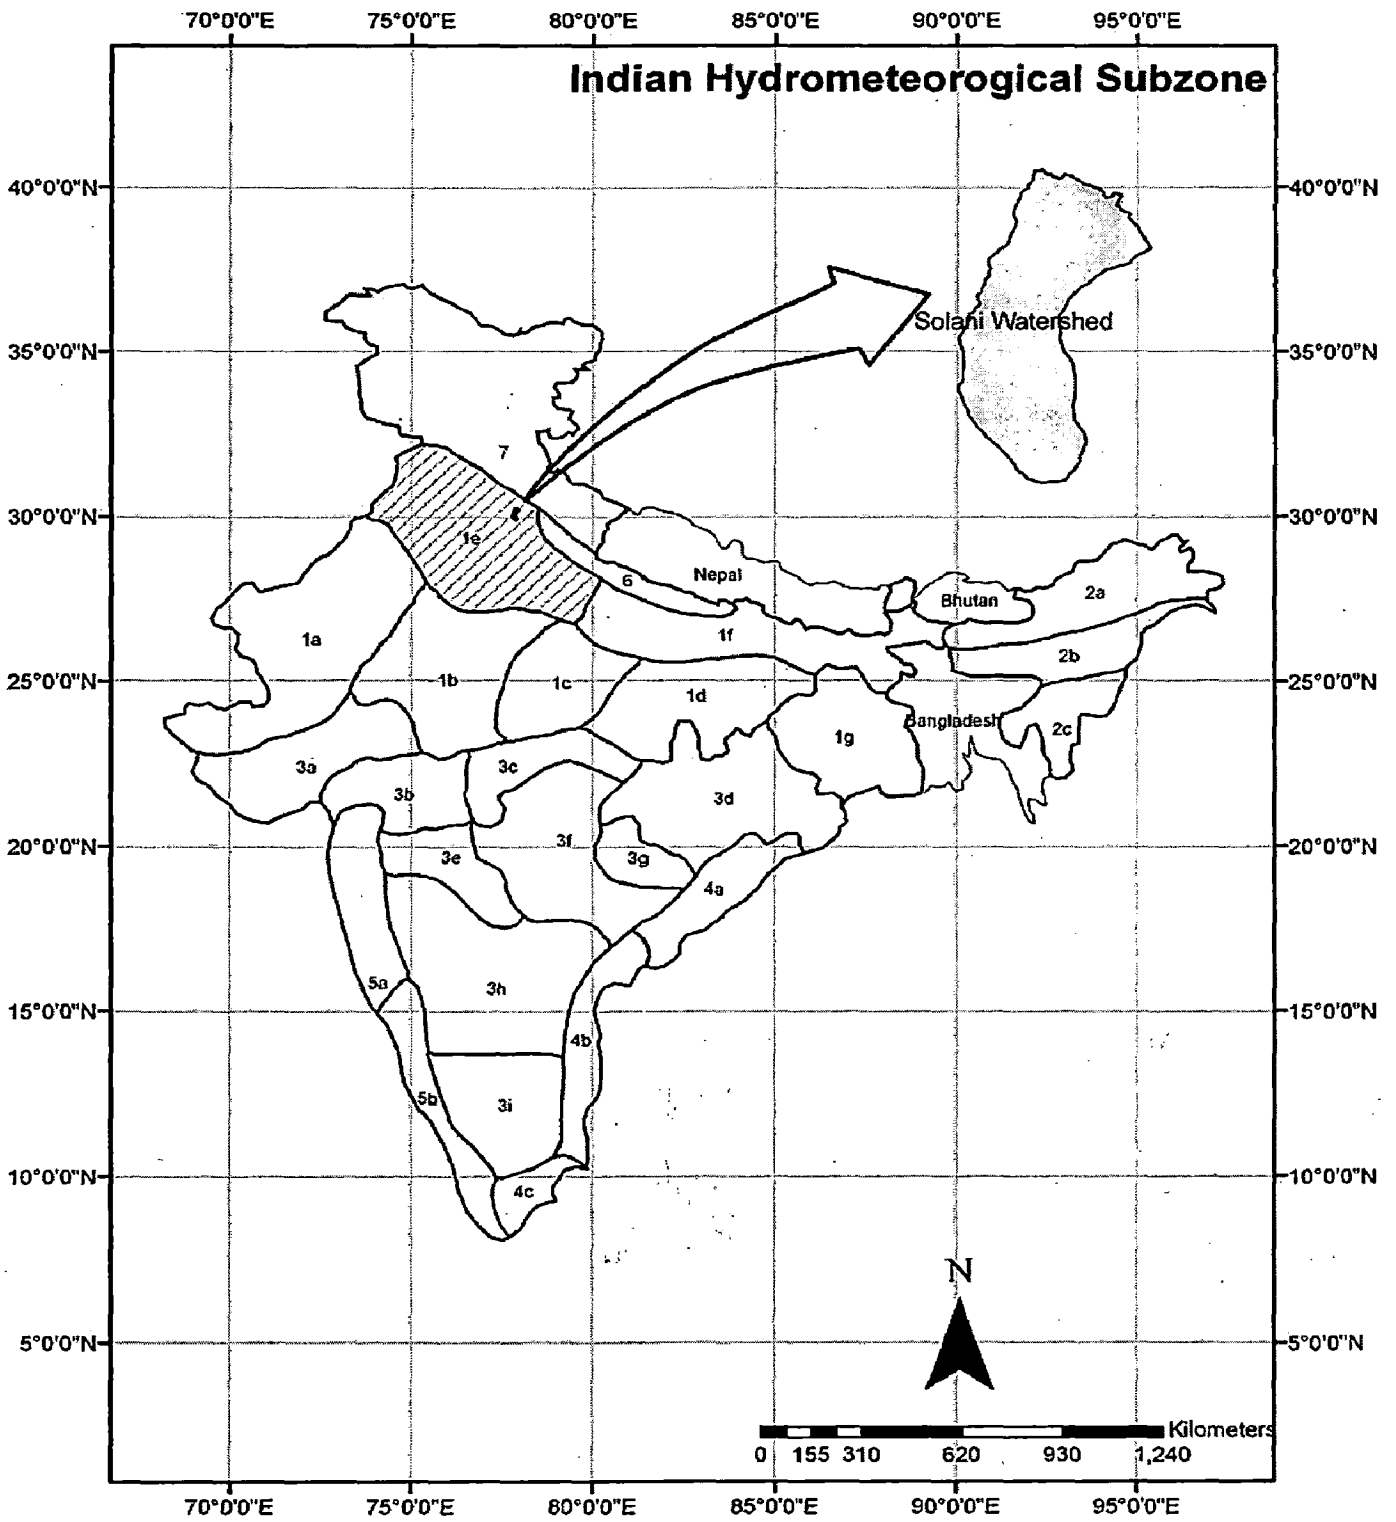 70°0'0"E 75°0'0"E 80°0'0"E 85°0'0"E 90°0'0"E 95°0'0"E
Indian Hydrometeorogical Subzone
40°0'0"N 40°0'0"N
Solani Watershed
35°0'0"N 35°0'0"N
7
30°0'0"N 30°0'0"N
1e
6
Nepal
Bhutan
2a
1a
1f
2b
25°0'0"N 25°0'0"N
1b
1c
1d
Bangladesh
2c
1g
3a
3c
3b
3d
20°0'0"N 20°0'0"N
3f
3e
3g
4a
5a
3h
15°0'0"N 15°0'0"N
4b
5b
3i
10°0'0"N 10°0'0"N
4c
N
5°0'0"N 5°0'0"N
Kilometers
0 155 310 620 930 1,240
70°0'0"E 75°0'0"E 80°0'0"E 85°0'0"E 90°0'0"E 95°0'0"E